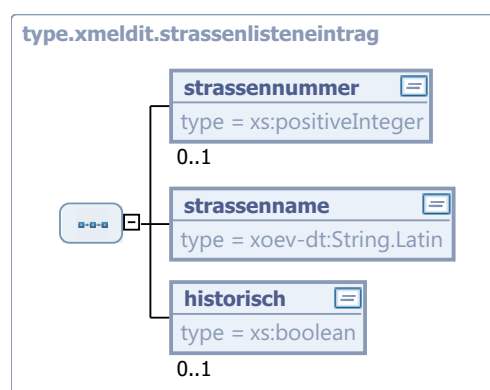 type.xmeldit.strassenlisteneintrag
strassennummer
type = xs:positiveInteger
0..1
strassenname
type = xoev-dt:String.Latin
historisch
type = xs:boolean
0..1